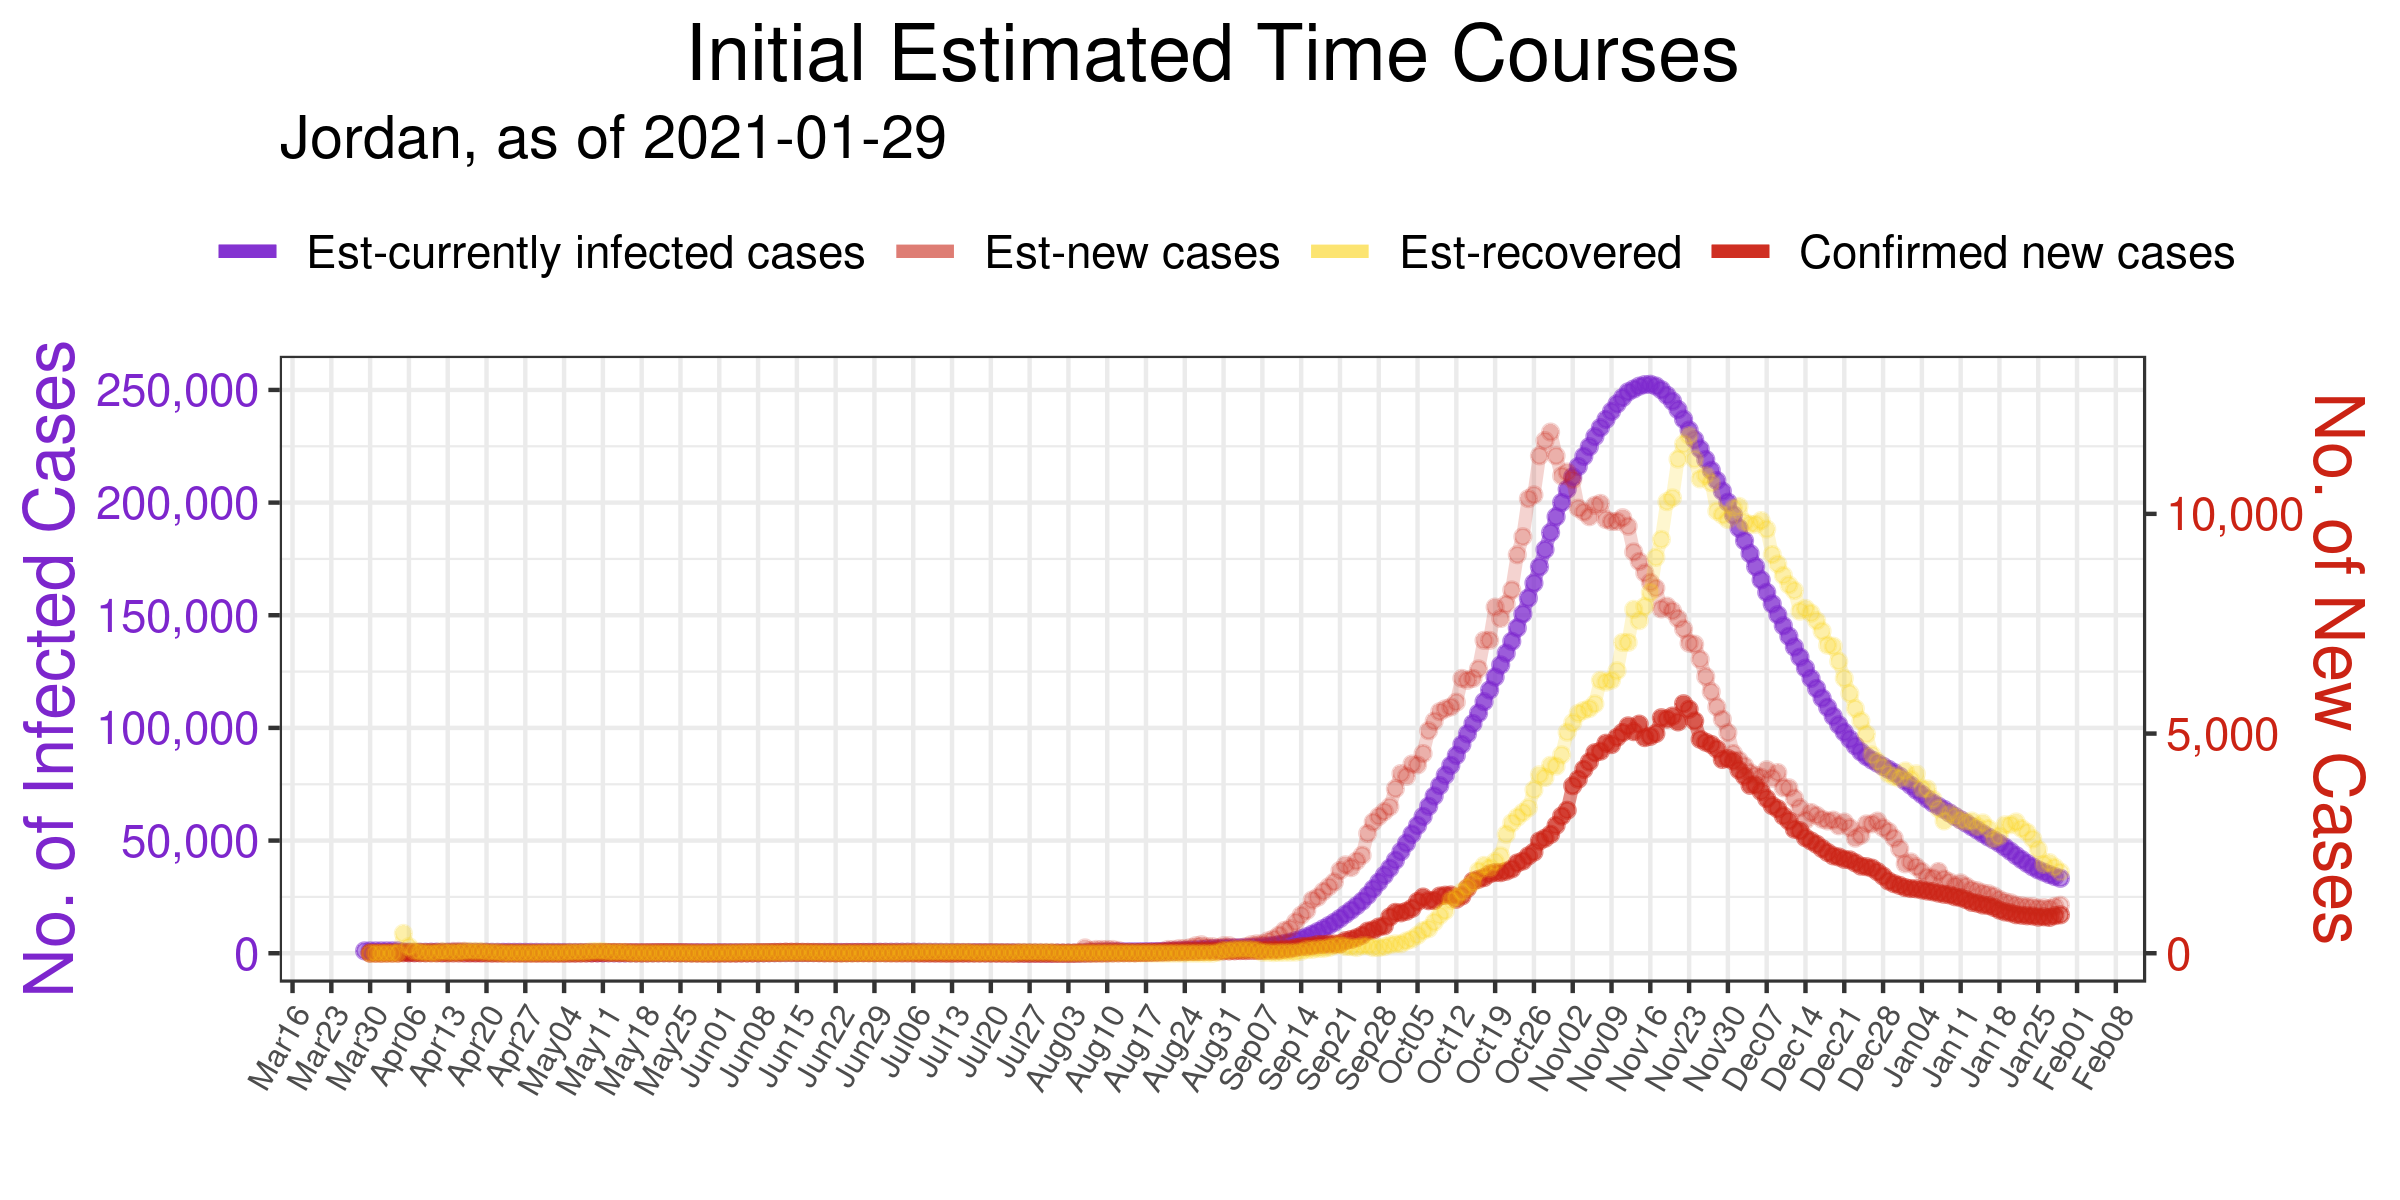 Initial Estimated Time Courses
Jordan, as of 2021-01-29
Est-currently infected cases Est-new cases Est-recovered Confirmed new cases
No. of Infected Cases
250,000
200,000
150,000
100,000
50,000
0
10,000
5,000
0
No. of New Cases
Mar16 Mar23 Mar30 Apr06 Apr13 Apr20 Apr27 May04 May11 May18 May25 Jun01 Jun08 Jun15 Jun22 Jun29 Jul06 Jul13 Jul20 Jul27 Aug03 Aug10 Aug17 Aug24 Aug31 Sep07 Sep14 Sep21 Sep28 Oct05 Oct12 Oct19 Oct26 Nov02 Nov09 Nov16 Nov23 Nov30 Dec07 Dec14 Dec21 Dec28 Jan04 Jan11 Jan18 Jan25 Feb01 Feb08